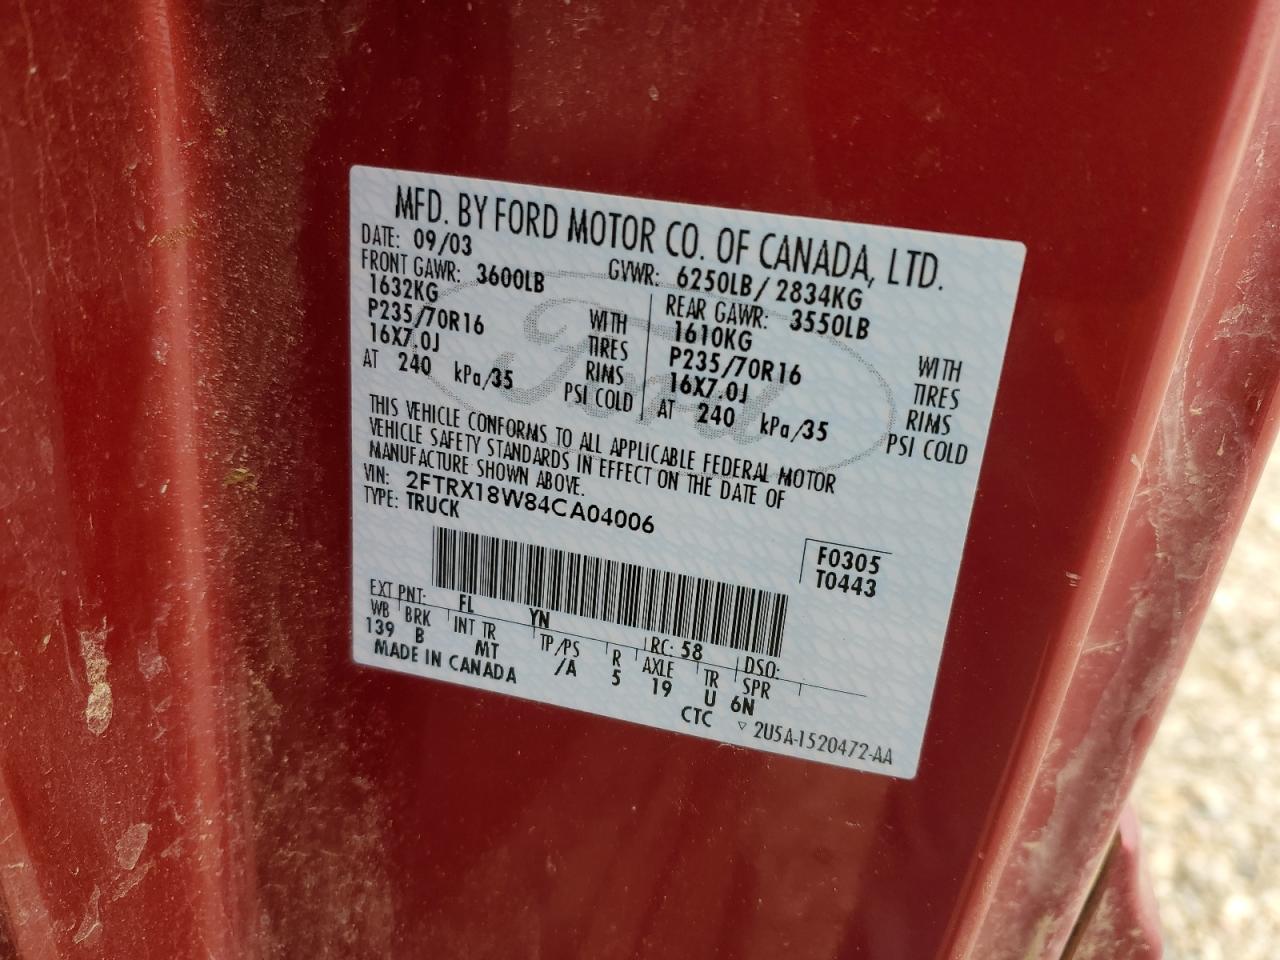 MFD. BY FORD MOTOR CO. OF CANADA, LTD.
DATE: 09/03 GVWR: 6250LB / 2834KG
FRONT GAWR: 3600LB REAR GAWR: 3550LB
1632KG WITH 1610KG WITH
P235/70R16 TIRES P235/70R16 TIRES
16X7.0J RIMS 16X7.0J RIMS
AT 240 kPa/35 PSI COLD AT 240 kPa/35 PSI COLD
THIS VEHICLE CONFORMS TO ALL APPLICABLE FEDERAL MOTOR
VEHICLE SAFETY STANDARDS IN EFFECT ON THE DATE OF
MANUFACTURE SHOWN ABOVE.
VIN: 2FTRX18W84CA04006
TYPE: TRUCK
F0305
T0443
EXT PNT: FL YN RC: 58 DSO:
WB BRK INT TR TP/PS R AXLE TR SPR
139 B MT /A 5 19 U 6N
MADE IN CANADA CTC ▽ 2U5A-1520472-AA
Ford